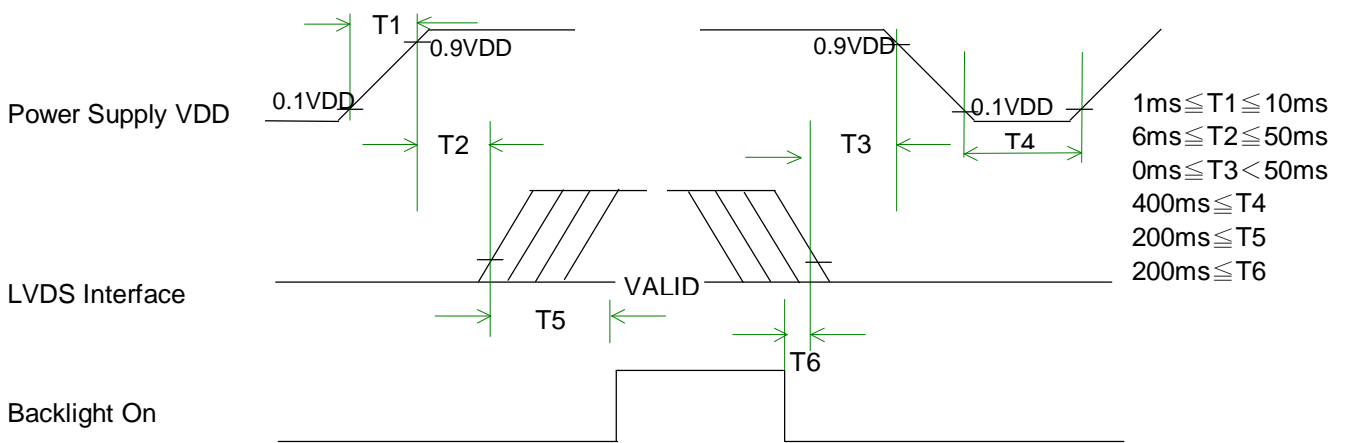 T1
0.9VDD
0.9VDD
Power Supply VDD
0.1VDD
0.1VDD
T2
T3
T4
1ms≦T1≦10ms
6ms≦T2≦50ms
0ms≦T3<50ms
400ms≦T4
200ms≦T5
200ms≦T6
LVDS Interface
VALID
T5
T6
Backlight On